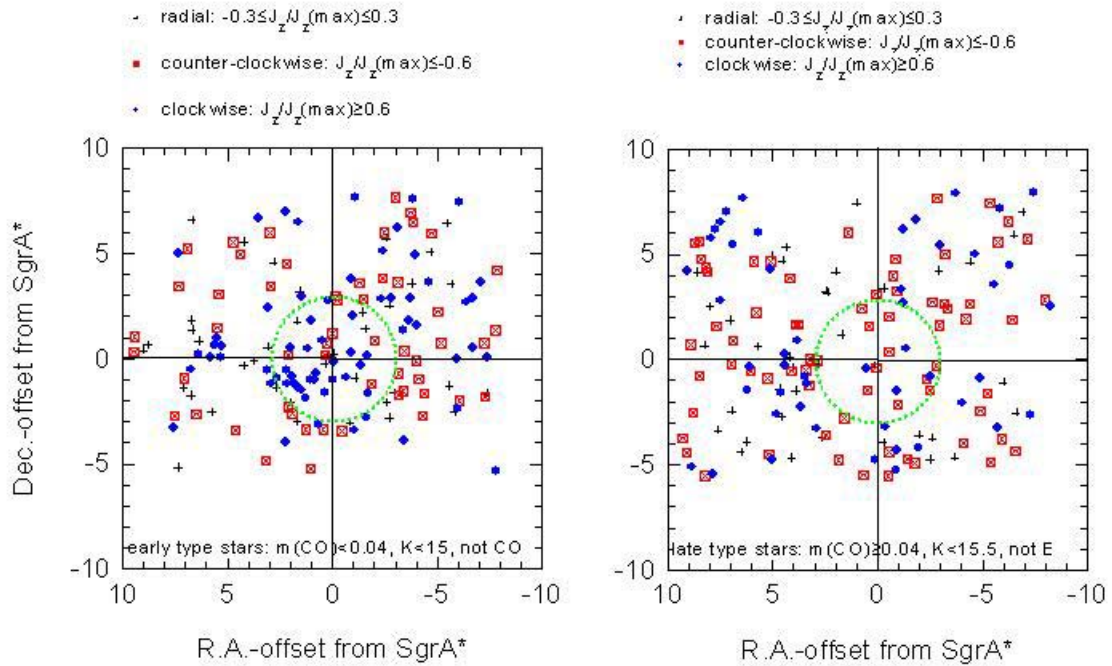 radial: -0.3≤J_z/J_z(max)≤0.3
counter-clockwise: J_z/J_z(max)≤-0.6
clockwise: J_z/J_z(max)≥0.6
10
5
0
-5
-10
Dec.-offset from SgrA*
early type stars: m(CO)<0.04, K<15, not CO
10 5 0 -5 -10
R.A.-offset from SgrA*
radial: -0.3≤J_z/J_z(max)≤0.3
counter-clockwise: J_z/J_z(max)≤-0.6
clockwise: J_z/J_z(max)≥0.6
10
5
0
-5
-10
late type stars: m(CO)≥0.04, K<15.5, not E
10 5 0 -5 -10
R.A.-offset from SgrA*